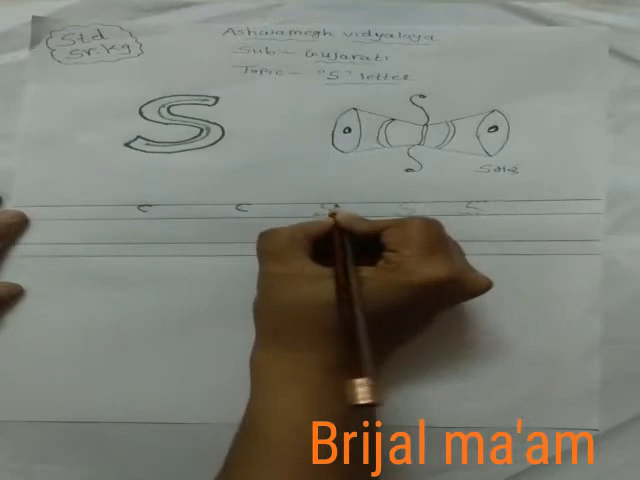 Std
Sr.kg
Ashwamegh vidyalaya
Sub:- Gujarati
Topic - "S" letter
S
S S S
Brijal ma'am